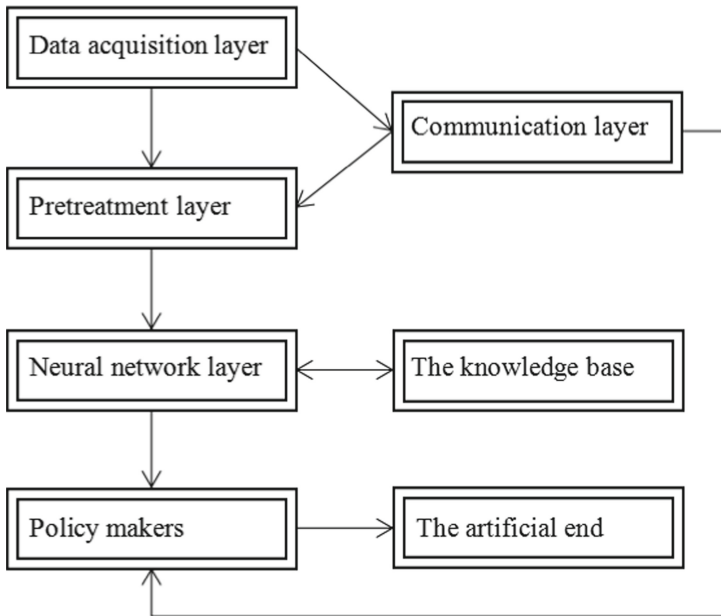 Data acquisition layer
Communication layer
Pretreatment layer
Neural network layer
The knowledge base
Policy makers
The artificial end